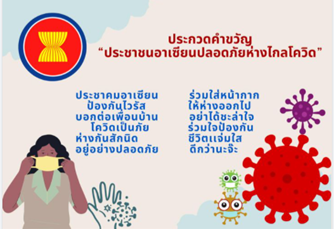 ประกวดคำขวัญ
“ประชาชนอาเซียนปลอดภัยห่างไกลโควิด”
ประชาคมอาเซียน
ป้องกันไวรัส
บอกต่อเพื่อนบ้าน
โควิดเป็นภัย
ห่างกันสักนิด
อยู่อย่างปลอดภัย
ร่วมใส่หน้ากาก
ให้ห่างออกไป
อย่าได้ชะล่าใจ
ร่วมใจป้องกัน
ชีวิตแจ่มใส
ดีกว่านะจ๊ะ